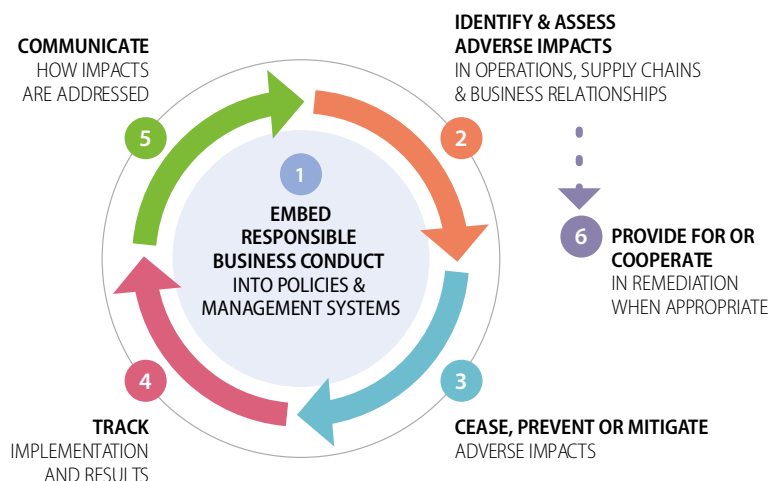 1
EMBED
RESPONSIBLE
BUSINESS CONDUCT
INTO POLICIES &
MANAGEMENT SYSTEMS
2
IDENTIFY & ASSESS
ADVERSE IMPACTS
IN OPERATIONS, SUPPLY CHAINS
& BUSINESS RELATIONSHIPS
3
CEASE, PREVENT OR MITIGATE
ADVERSE IMPACTS
4
TRACK
IMPLEMENTATION
AND RESULTS
5
COMMUNICATE
HOW IMPACTS
ARE ADDRESSED
6
PROVIDE FOR OR
COOPERATE
IN REMEDIATION
WHEN APPROPRIATE